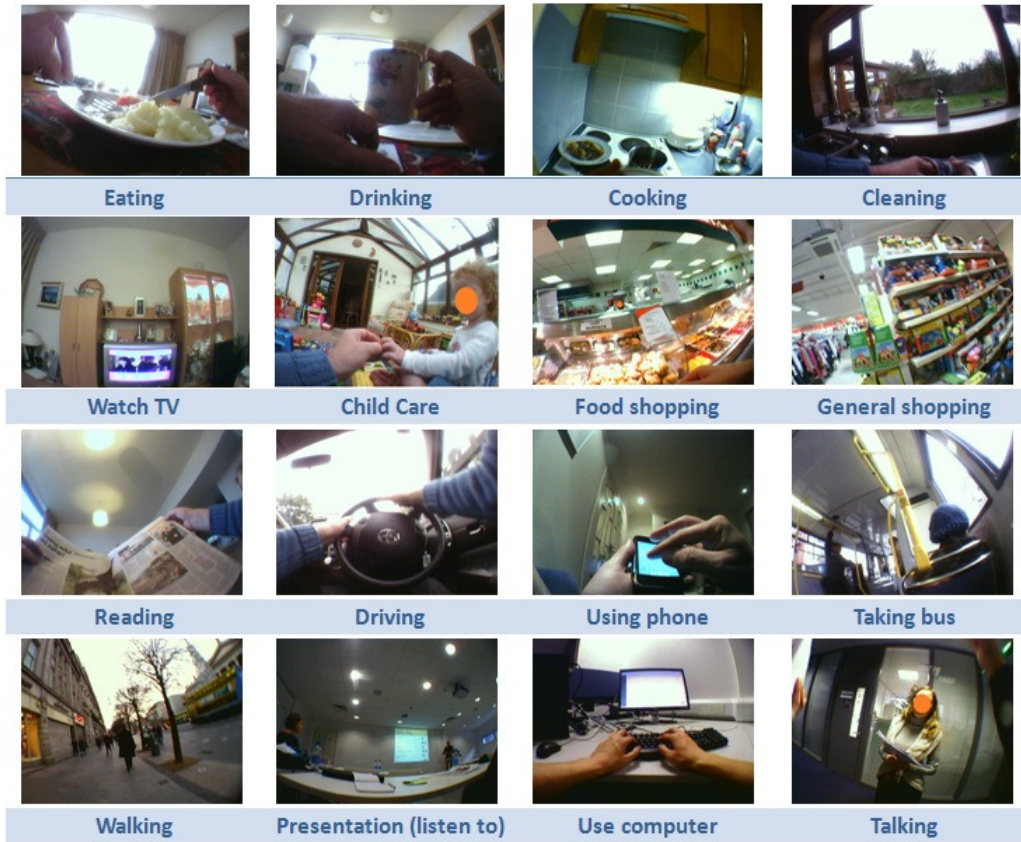 Eating Drinking Cooking Cleaning
Watch TV Child Care Food shopping General shopping
Reading Driving Using phone Taking bus
Walking Presentation (listen to) Use computer Talking